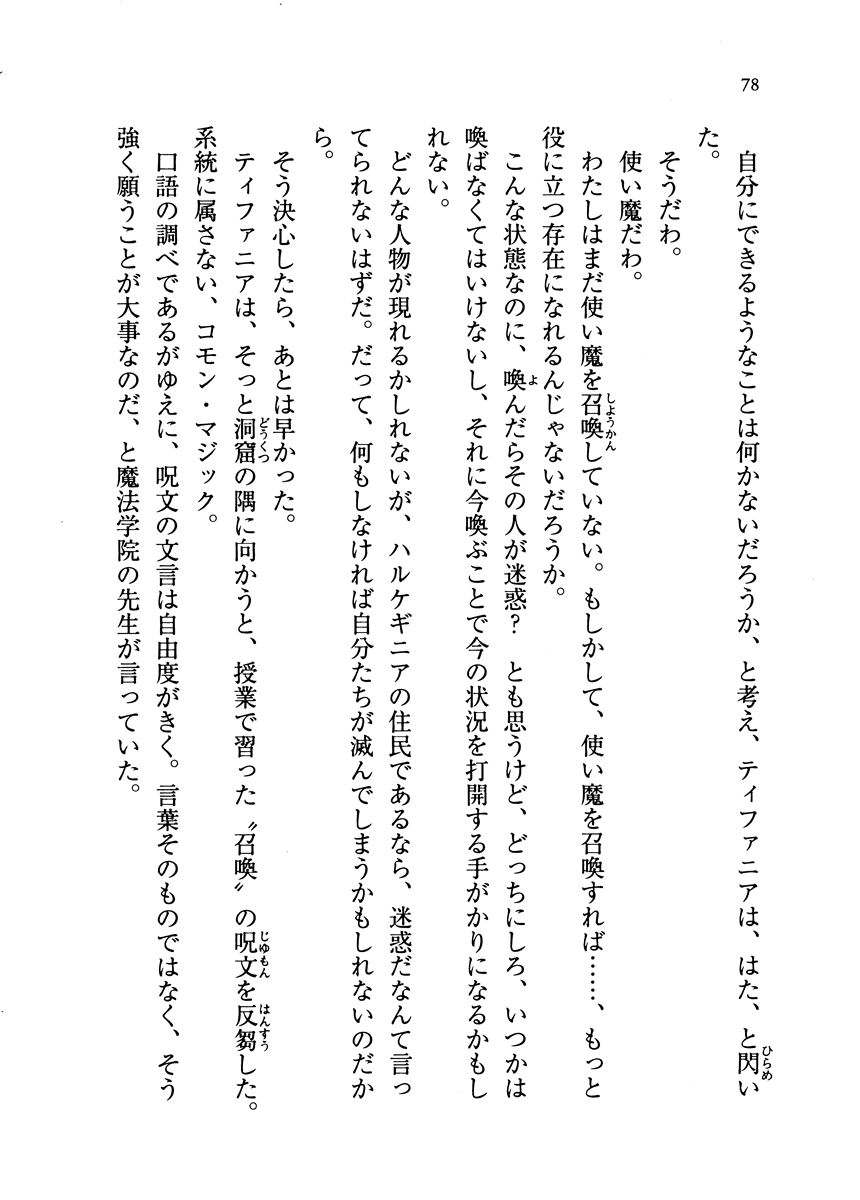 78
自分にできるようなことは何かないだろうか、と考え、ティファニアは、はた、と閃い
た。
そうだわ。
使い魔だわ。
わたしはまだ使い魔を召喚していない。もしかして、使い魔を召喚すれば……、もっと
役に立つ存在になれるんじゃないだろうか。
こんな状態なのに、喚んだらその人が迷惑? とも思うけど、どっちにしろ、いつかは
喚ばなくてはいけないし、それに今喚ぶことで今の状況を打開する手がかりになるかもし
れない。
どんな人物が現れるかしれないが、ハルケギニアの住民であるなら、迷惑だなんて言っ
てられないはずだ。だって、何もしなければ自分たちが滅んでしまうかもしれないのだか
ら。
そう決心したら、あとは早かった。
ティファニアは、そっと洞窟の隅に向かうと、授業で習った〝召喚〟の呪文を反芻した。
系統に属さない、コモン・マジック。
口語の調べであるがゆえに、呪文の文言は自由度がきく。言葉そのものではなく、そう
強く願うことが大事なのだ、と魔法学院の先生が言っていた。